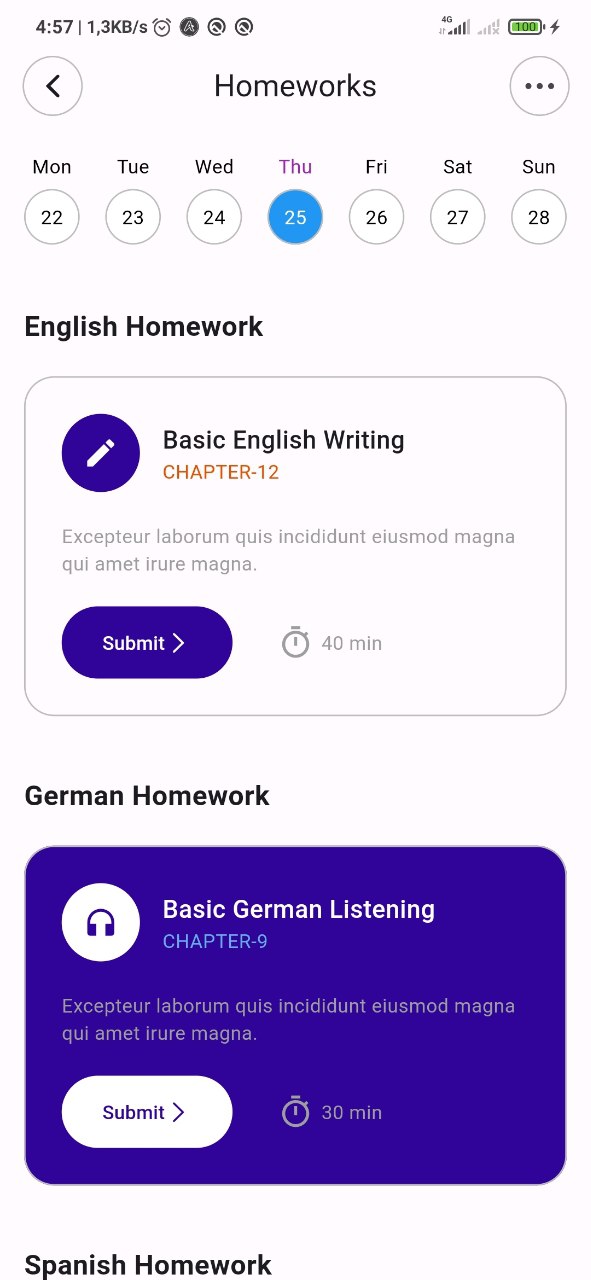 4:57 | 1,3KB/s
4G
100
Homeworks
Mon Tue Wed Thu Fri Sat Sun
22 23 24 25 26 27 28
English Homework
Basic English Writing
CHAPTER-12
Excepteur laborum quis incididunt eiusmod magna
qui amet irure magna.
Submit
40 min
German Homework
Basic German Listening
CHAPTER-9
Excepteur laborum quis incididunt eiusmod magna
qui amet irure magna.
Submit
30 min
Spanish Homework